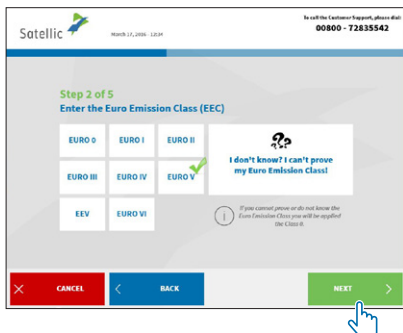 Satellic
March 17, 2016 - 12:34
To call the Customer Support, please dial:
00800 - 72835542
Step 2 of 5
Enter the Euro Emission Class (EEC)
EURO 0
EURO I
EURO II
EURO III
EURO IV
EURO V
EEV
EURO VI
??
I don't know? I can't prove
my Euro Emission Class!
i
If you cannot prove or do not know the
Euro Emission Class you will be applied
the Class 0.
CANCEL
BACK
NEXT